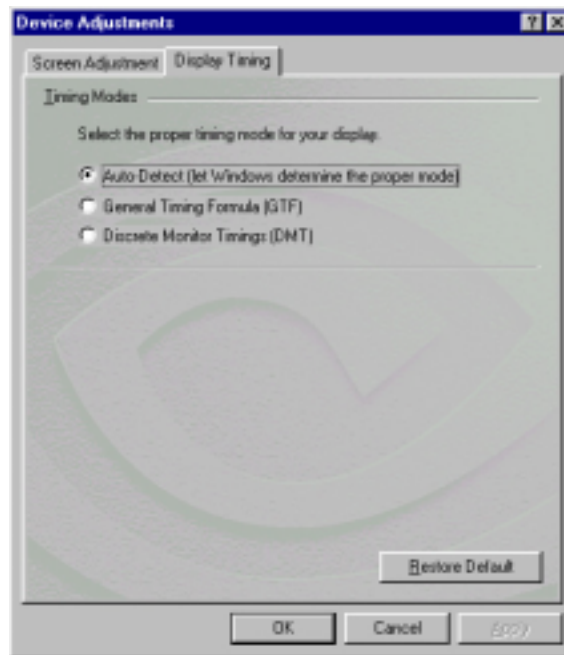 Device Adjustments
Screen Adjustment Display Timing
Timing Modes
Select the proper timing mode for your display.
Auto-Detect (let Windows determine the proper mode)
General Timing Formula (GTF)
Discrete Monitor Timings (DMT)
Restore Default
OK Cancel Apply